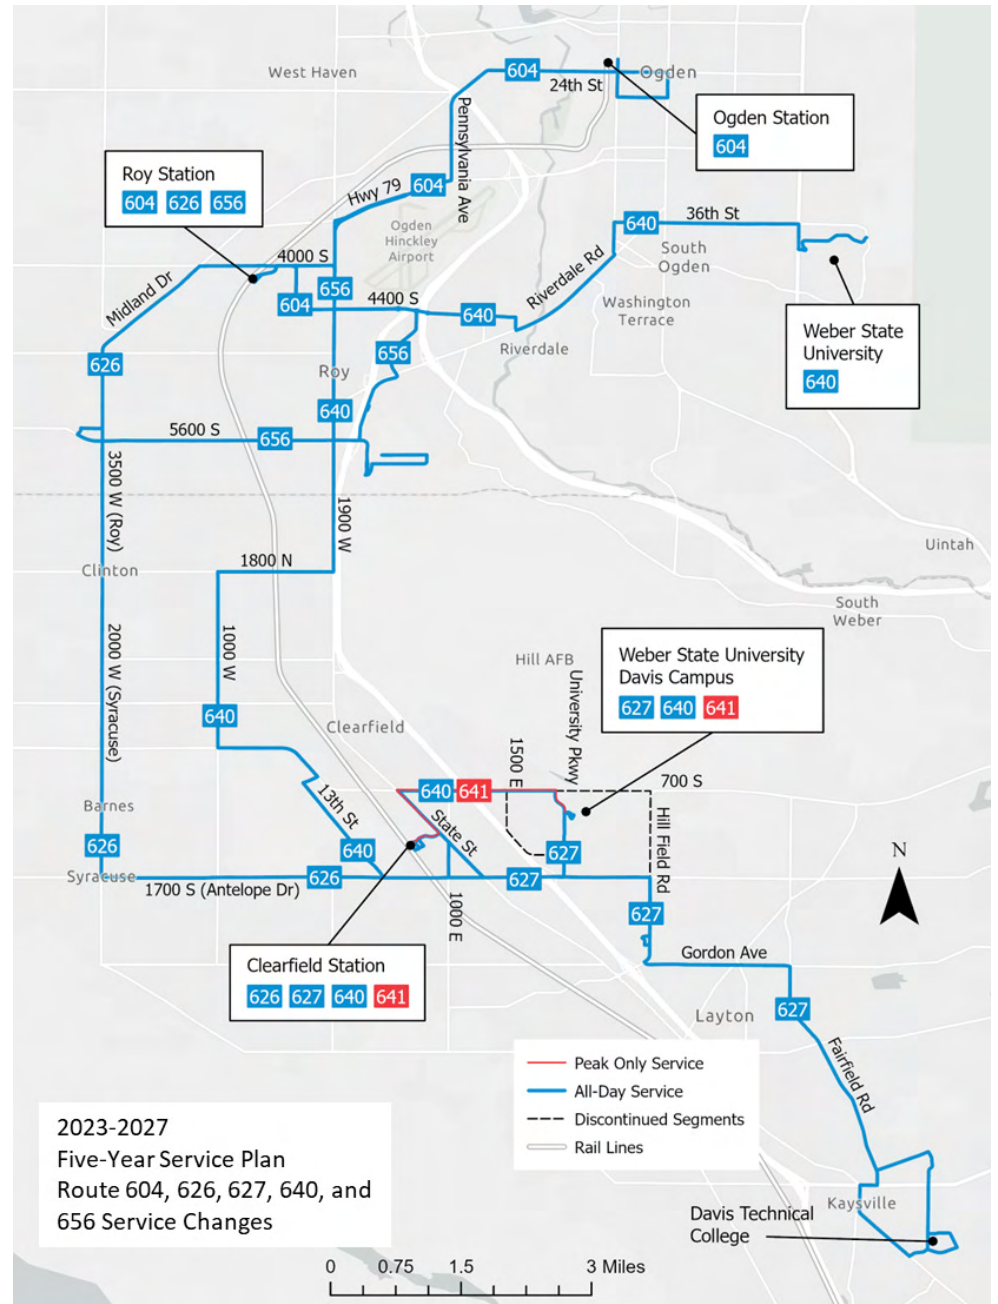 West Haven
604
Ogden
24th St
Ogden Station
604
Pennsylvania Ave
Roy Station
604 626 656
Hwy 79
604
Ogden
Hinckley
Airport
640
36th St
South
Ogden
4000 S
Riverdale Rd
Midland Dr
656
604
4400 S
640
Washington
Terrace
Weber State
University
640
Riverdale
626
656
Roy
640
5600 S
656
3500 W (Roy)
1900 W
1800 N
Clinton
Uintah
South
Weber
2000 W (Syracuse)
1000 W
Hill AFB
University Pkwy
Weber State University
Davis Campus
627 640 641
640
Clearfield
1500 E
700 S
640 641
Barnes
13th St
State St
Hill Field Rd
626
640
627
Syracuse
1700 S (Antelope Dr)
626
627
1000 E
N
627
Gordon Ave
Clearfield Station
626 627 640 641
Layton
627
Fairfield Rd
Peak Only Service
All-Day Service
Discontinued Segments
Rail Lines
2023-2027
Five-Year Service Plan
Route 604, 626, 627, 640, and
656 Service Changes
Kaysville
Davis Technical
College
0 0.75 1.5 3 Miles